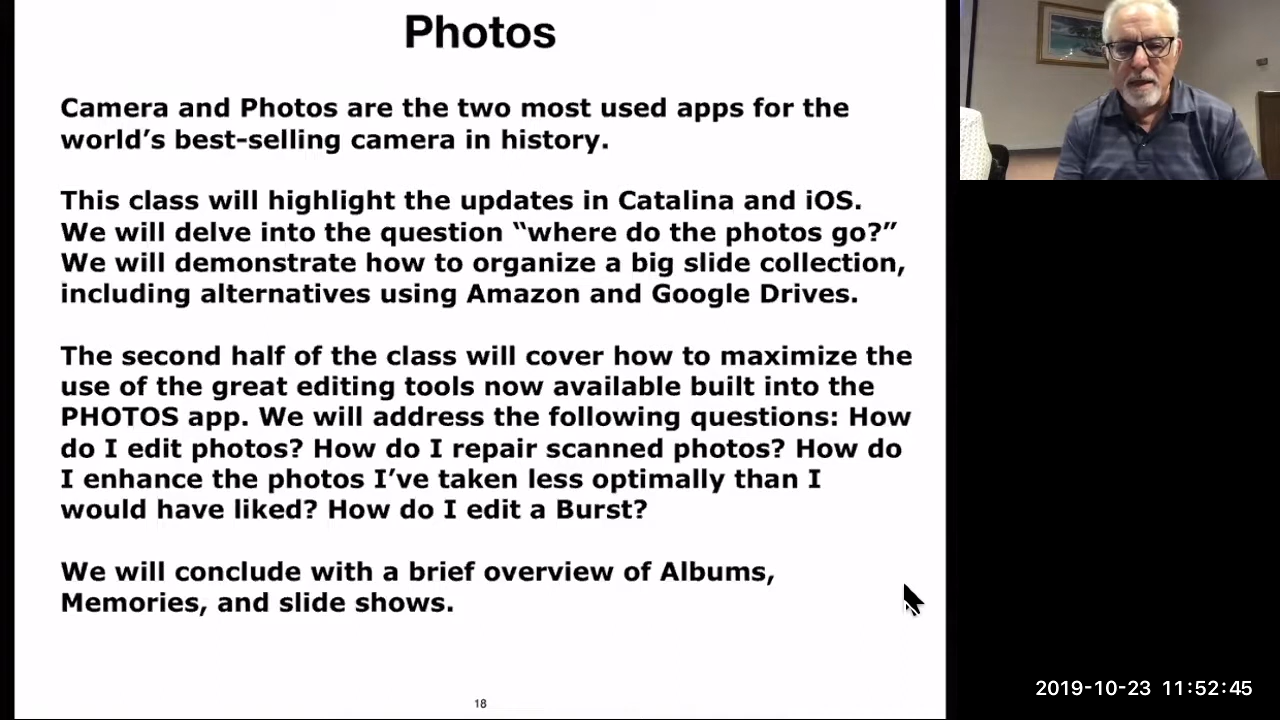 Photos
Camera and Photos are the two most used apps for the
world’s best-selling camera in history.
This class will highlight the updates in Catalina and iOS.
We will delve into the question “where do the photos go?”
We will demonstrate how to organize a big slide collection,
including alternatives using Amazon and Google Drives.
The second half of the class will cover how to maximize the
use of the great editing tools now available built into the
PHOTOS app. We will address the following questions: How
do I edit photos? How do I repair scanned photos? How do
I enhance the photos I’ve taken less optimally than I
would have liked? How do I edit a Burst?
We will conclude with a brief overview of Albums,
Memories, and slide shows.
18
2019-10-23 11:52:45